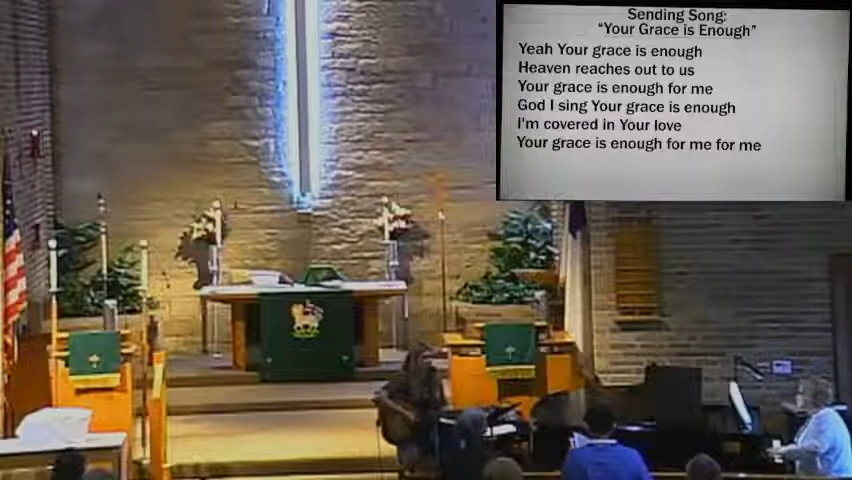 Sending Song:
“Your Grace is Enough”
Yeah Your grace is enough
Heaven reaches out to us
Your grace is enough for me
God I sing Your grace is enough
I'm covered in Your love
Your grace is enough for me for me